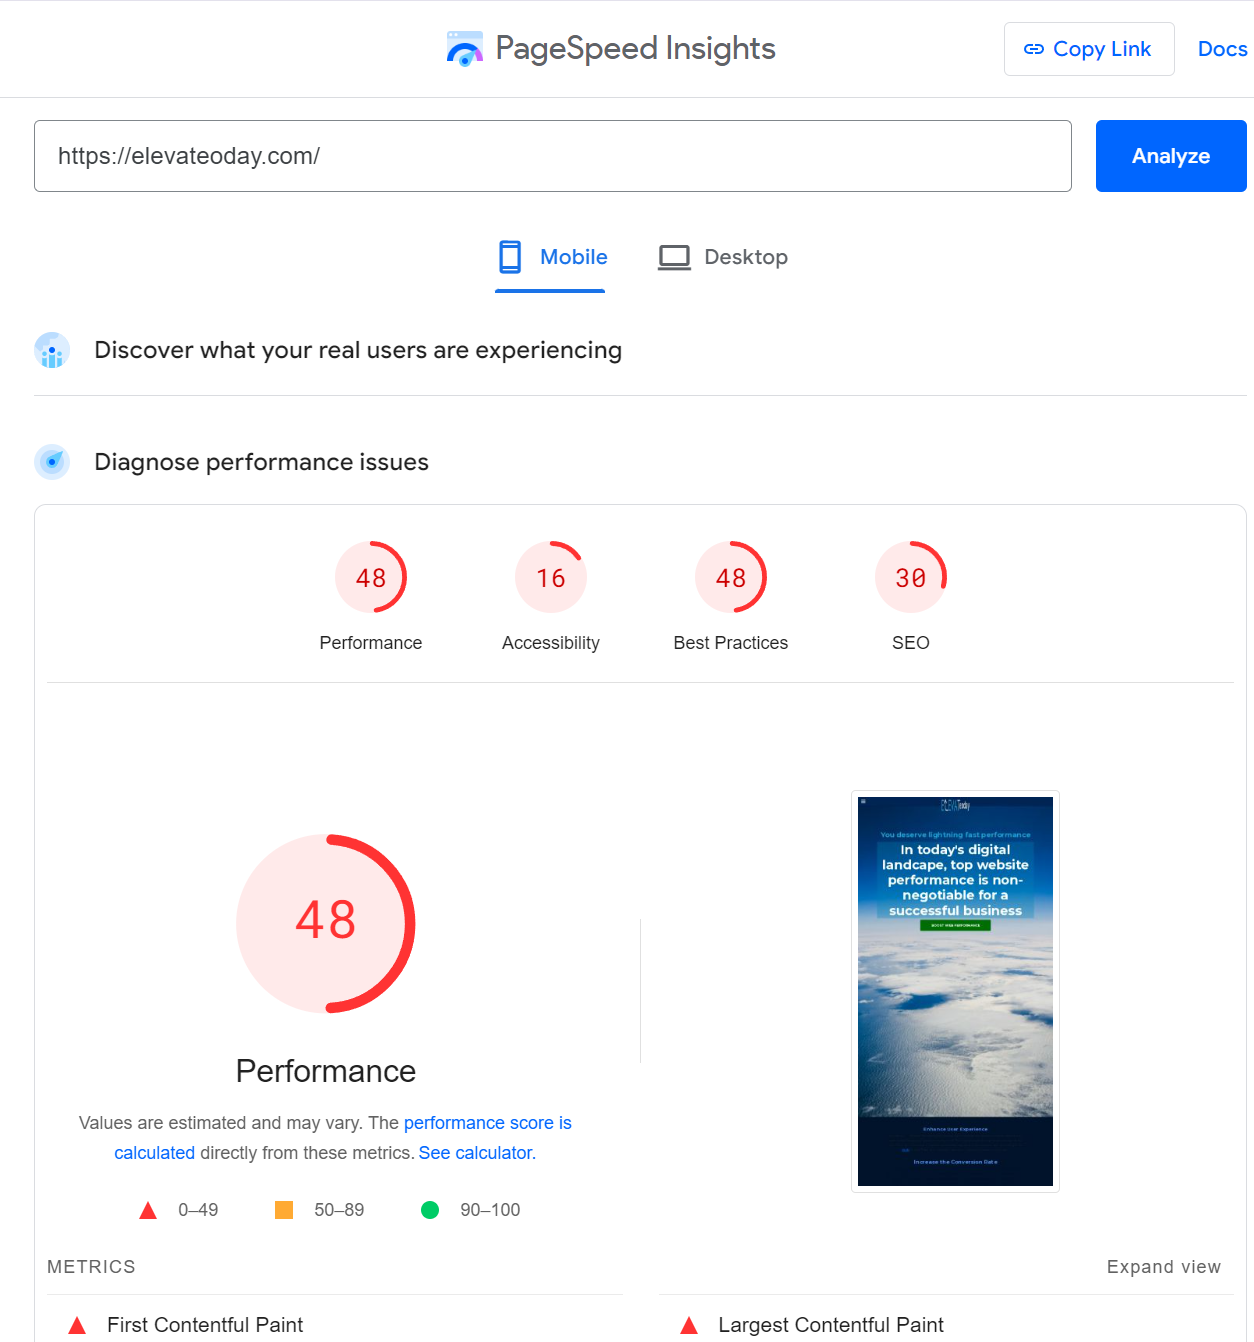 PageSpeed Insights
Copy Link
Docs
https://elevateoday.com/
Analyze
Mobile
Desktop
Discover what your real users are experiencing
Diagnose performance issues
48
16
48
30
Performance
Accessibility
Best Practices
SEO
48
Performance
Values are estimated and may vary. The performance score is
calculated directly from these metrics. See calculator.
0–49
50–89
90–100
You deserve lightning fast performance
In today's digital
landcape, top website
performance is non-
negotiable for a
successful business
BOOST WEB PERFORMANCE
Enhance User Experience
Increase the Conversion Rate
METRICS
Expand view
First Contentful Paint
Largest Contentful Paint